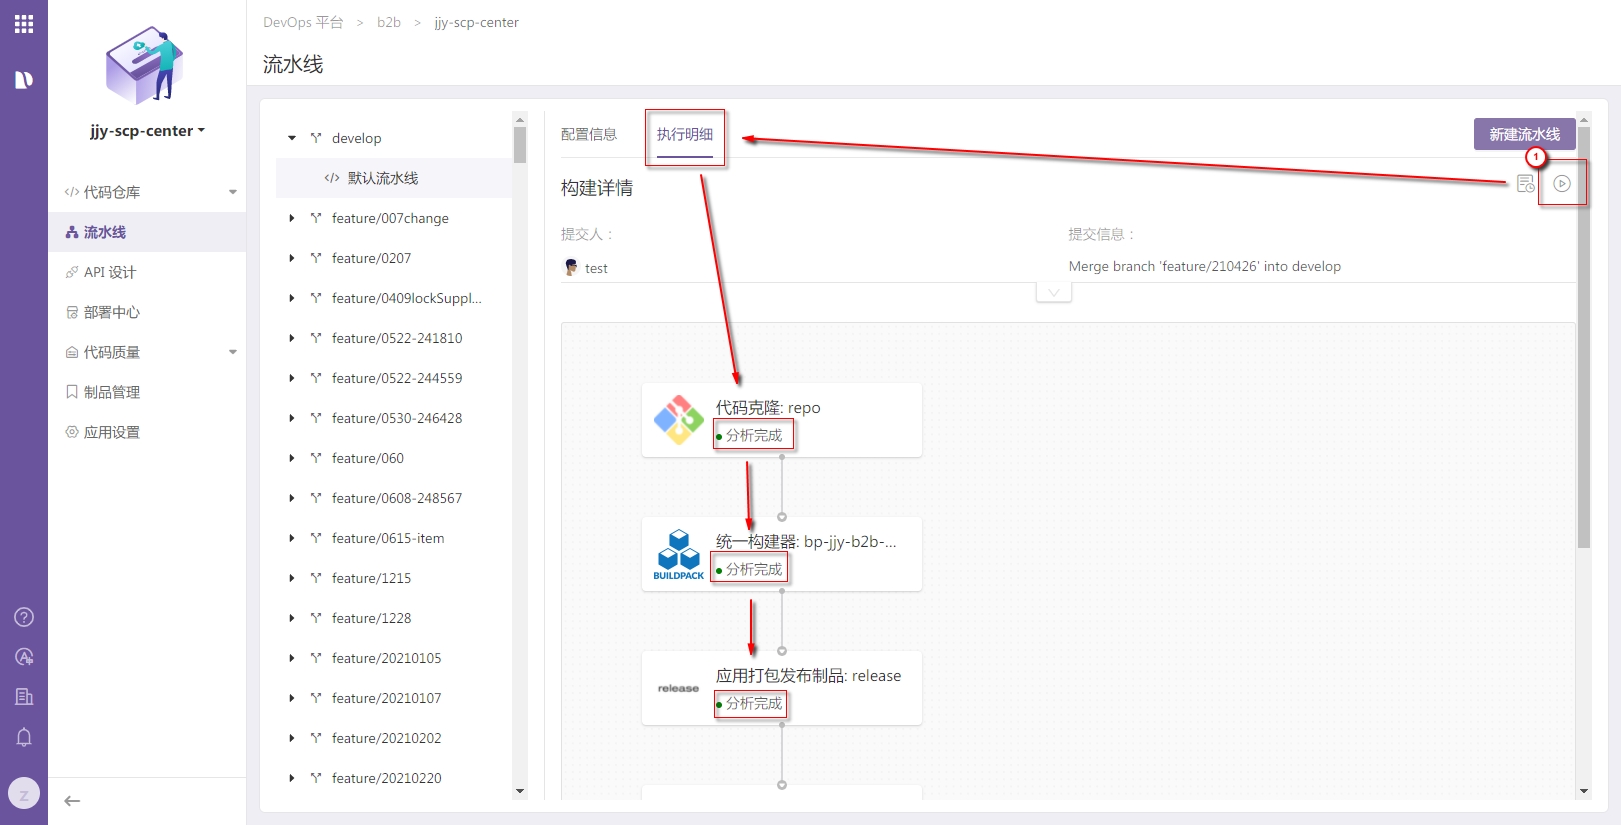 DevOps 平台 > b2b > jjy-scp-center
流水线
jjy-scp-center
</> 代码仓库
流水线
API 设计
部署中心
代码质量
制品管理
应用设置
Z
develop
</> 默认流水线
feature/007change
feature/0207
feature/0409lockSuppl...
feature/0522-241810
feature/0522-244559
feature/0530-246428
feature/060
feature/0608-248567
feature/0615-item
feature/1215
feature/1228
feature/20210105
feature/20210107
feature/20210202
feature/20210220
配置信息
执行明细
新建流水线
1
构建详情
提交人：
test
提交信息：
Merge branch 'feature/210426' into develop
代码克隆: repo
分析完成
BUILDPACK
统一构建器: bp-jjy-b2b-...
分析完成
release
应用打包发布制品: release
分析完成